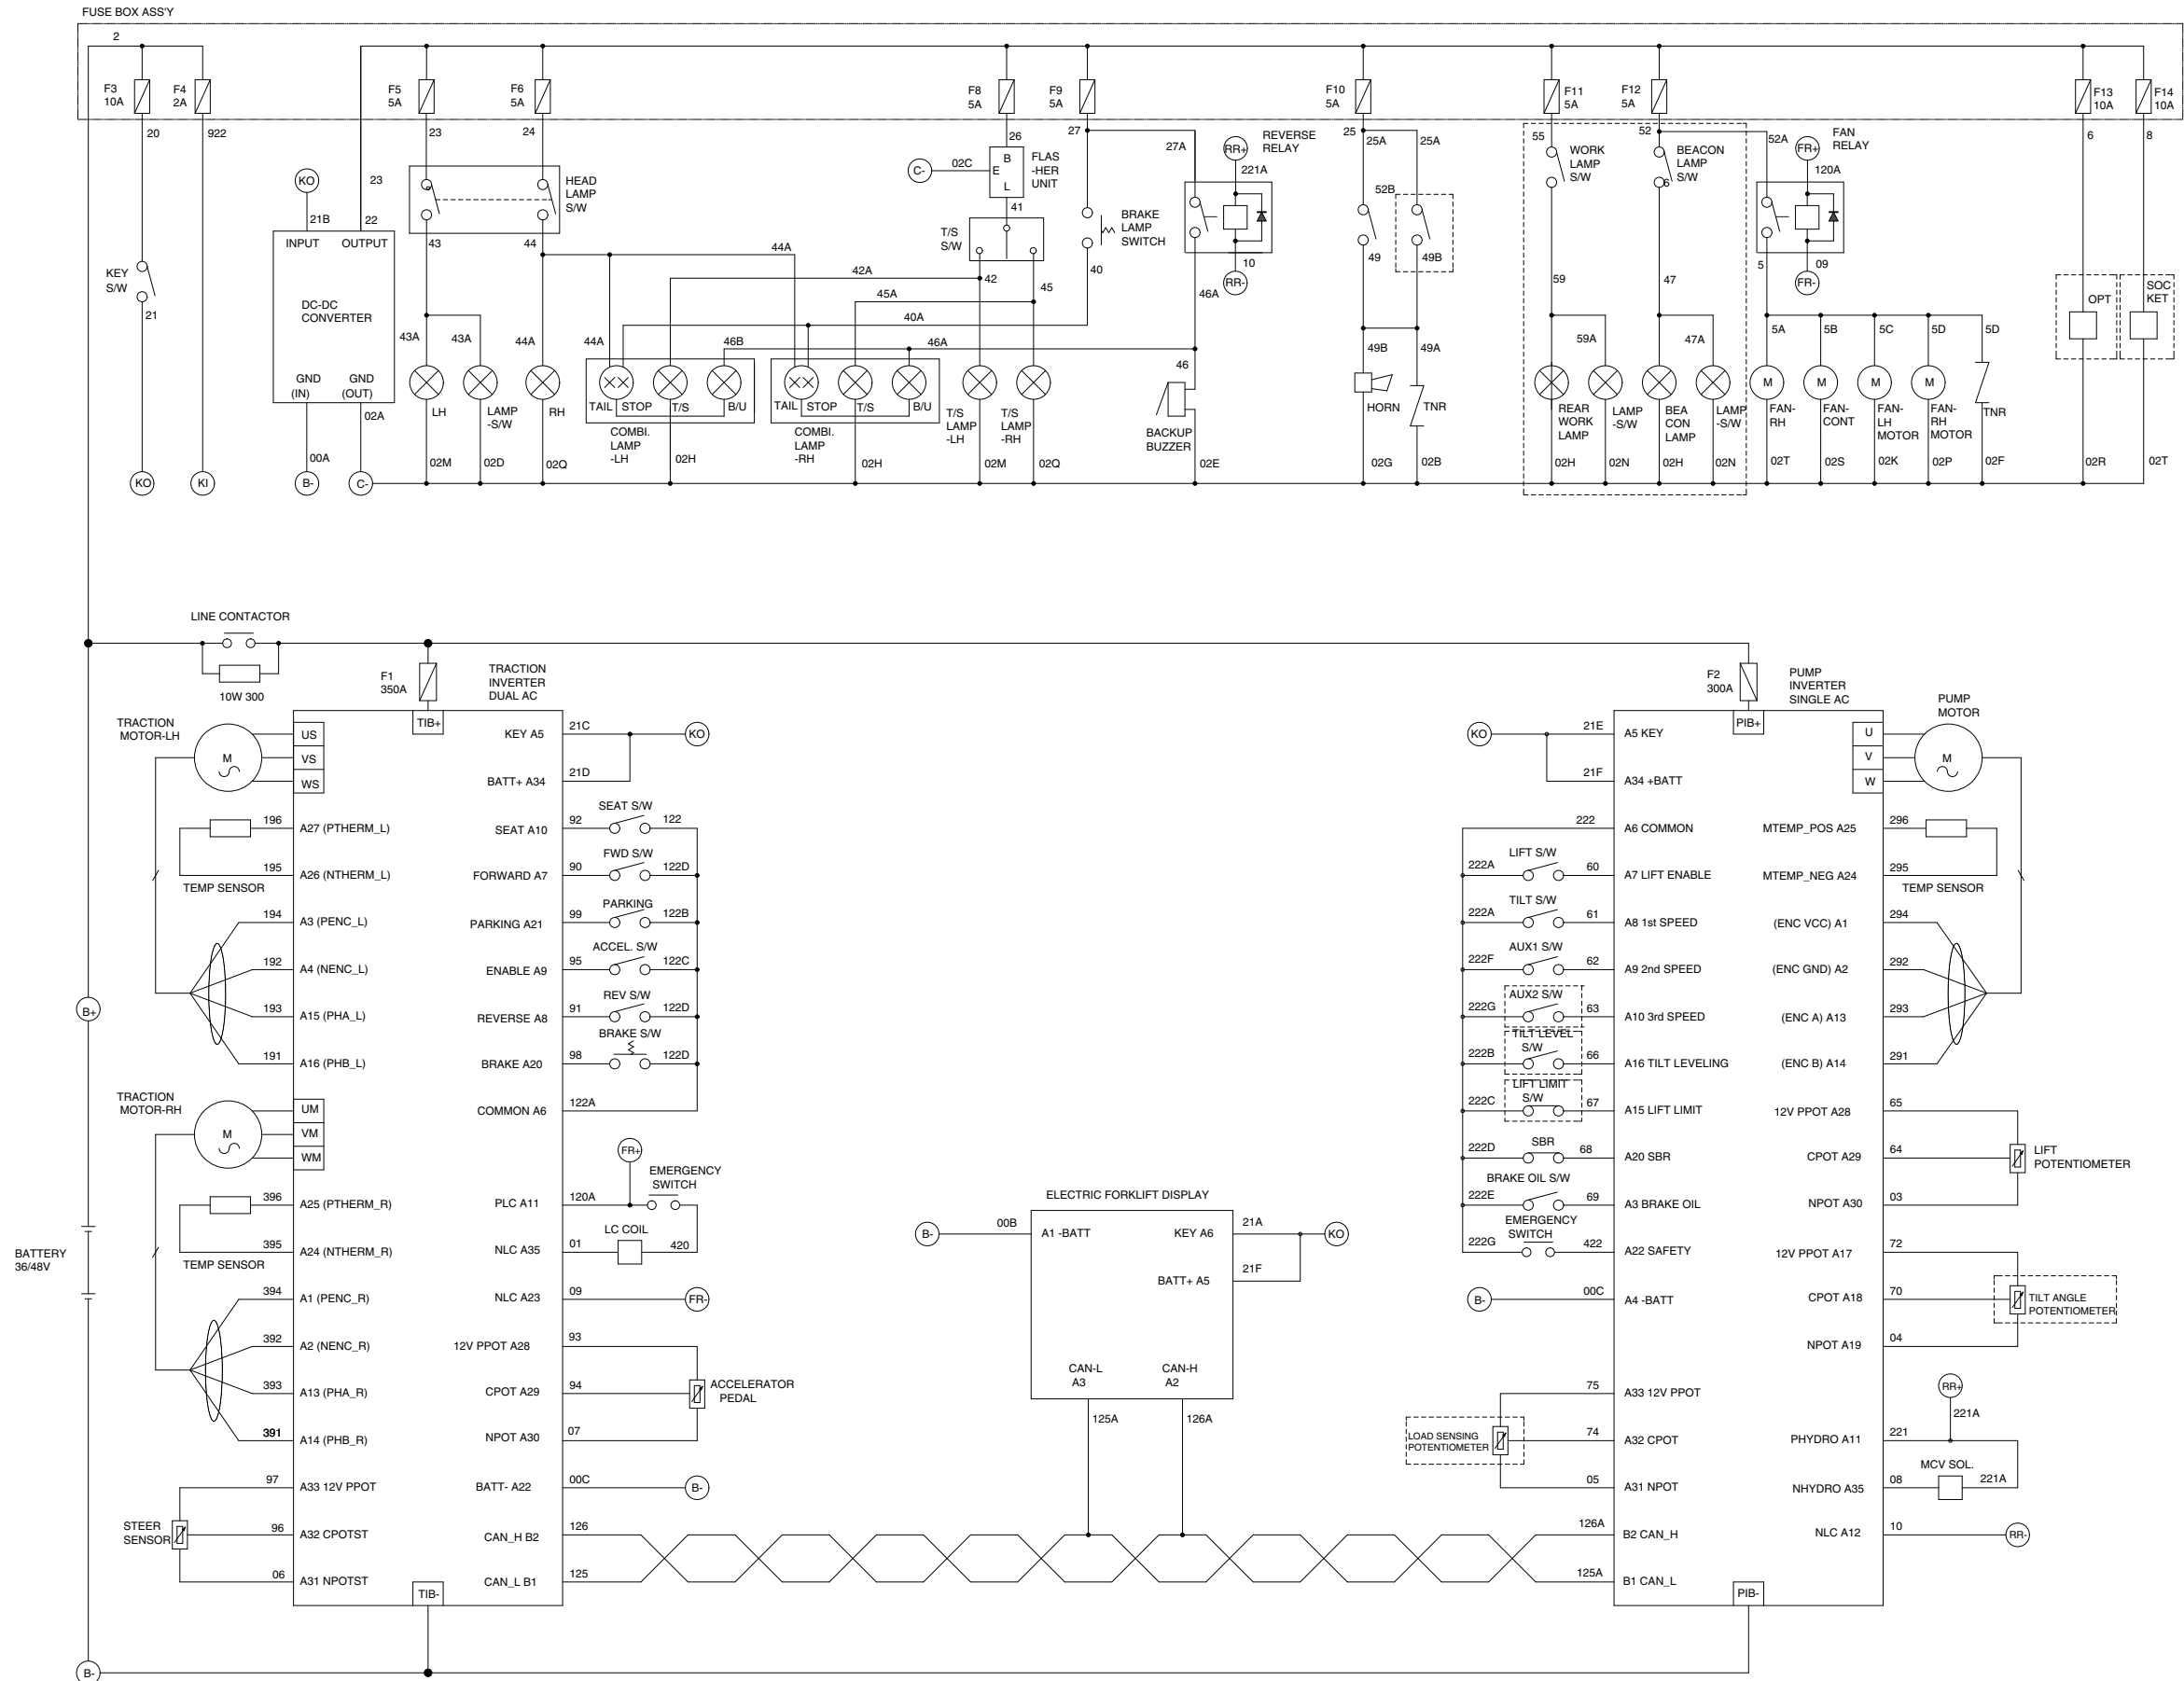 FUSE BOX ASS'Y
2
F3
10A
F4
2A
F5
5A
F6
5A
F8
5A
F9
5A
F10
5A
F11
5A
F12
5A
F13
10A
F14
10A
20
922
23
24
26
27
27A
25
25A
25A
55
52
52A
6
8
KO
21B
23
22
INPUT
OUTPUT
DC-DC
CONVERTER
GND
(IN)
GND
(OUT)
00A
02A
KEY
S/W
21
KO
KI
B-
C-
HEAD
LAMP
S/W
43
44
44A
42A
45A
40A
43A
43A
44A
44A
46B
46A
LH
LAMP
-S/W
RH
02M
02D
02Q
TAIL
STOP
T/S
B/U
COMBI.
LAMP
-LH
02H
TAIL
STOP
T/S
B/U
COMBI.
LAMP
-RH
02H
C-
02C
B
E
L
FLAS
-HER
UNIT
41
T/S
S/W
42
45
T/S
LAMP
-LH
T/S
LAMP
-RH
02M
02Q
BRAKE
LAMP
SWITCH
40
RR+
REVERSE
RELAY
221A
10
RR-
46A
46
BACKUP
BUZZER
02E
52B
49
49B
49B
49A
HORN
TNR
02G
02B
WORK
LAMP
S/W
BEACON
LAMP
S/W
6
59
47
59A
47A
REAR
WORK
LAMP
LAMP
-S/W
BEA
CON
LAMP
LAMP
-S/W
02H
02N
02H
02N
FR+
FAN
RELAY
120A
5
09
FR-
5A
5B
5C
5D
5D
M
M
M
M
FAN-
RH
FAN-
CONT
FAN-
LH
MOTOR
FAN-
RH
MOTOR
TNR
02T
02S
02K
02P
02F
OPT
SOC
KET
02R
02T
LINE CONTACTOR
10W 300
F1
350A
TRACTION
INVERTER
DUAL AC
TIB+
TRACTION
MOTOR-LH
M
US
VS
WS
196
A27 (PTHERM_L)
195
A26 (NTHERM_L)
TEMP SENSOR
194
A3 (PENC_L)
192
A4 (NENC_L)
193
A15 (PHA_L)
191
A16 (PHB_L)
TRACTION
MOTOR-RH
M
UM
VM
WM
396
A25 (PTHERM_R)
395
A24 (NTHERM_R)
TEMP SENSOR
394
A1 (PENC_R)
392
A2 (NENC_R)
393
A13 (PHA_R)
391
A14 (PHB_R)
97
A33 12V PPOT
STEER
SENSOR
96
A32 CPOTST
06
A31 NPOTST
TIB-
B+
BATTERY
36/48V
B-
KEY A5
21C
KO
BATT+ A34
21D
SEAT S/W
SEAT A10
92
122
FWD S/W
FORWARD A7
90
122D
PARKING
PARKING A21
99
122B
ACCEL. S/W
ENABLE A9
95
122C
REV S/W
REVERSE A8
91
122D
BRAKE S/W
BRAKE A20
98
122D
COMMON A6
122A
FR+
EMERGENCY
SWITCH
PLC A11
120A
LC COIL
NLC A35
01
420
NLC A23
09
FR-
12V PPOT A28
93
CPOT A29
94
ACCELERATOR
PEDAL
NPOT A30
07
BATT- A22
00C
B-
CAN_H B2
126
CAN_L B1
125
ELECTRIC FORKLIFT DISPLAY
B-
00B
A1 -BATT
KEY A6
21A
KO
BATT+ A5
21F
CAN-L
A3
CAN-H
A2
125A
126A
F2
300A
PUMP
INVERTER
SINGLE AC
PIB+
KO
21E
A5 KEY
21F
A34 +BATT
222
A6 COMMON
LIFT S/W
222A
60
A7 LIFT ENABLE
TILT S/W
222A
61
A8 1st SPEED
AUX1 S/W
222F
62
A9 2nd SPEED
AUX2 S/W
222G
63
A10 3rd SPEED
TILT LEVEL
S/W
222B
66
A16 TILT LEVELING
LIFT LIMIT
S/W
222C
67
A15 LIFT LIMIT
SBR
222D
68
A20 SBR
BRAKE OIL S/W
222E
69
A3 BRAKE OIL
EMERGENCY
SWITCH
222G
422
A22 SAFETY
B-
00C
A4 -BATT
75
A33 12V PPOT
LOAD SENSING
POTENTIOMETER
74
A32 CPOT
05
A31 NPOT
126A
B2 CAN_H
125A
B1 CAN_L
PIB-
PUMP
MOTOR
U
V
W
M
MTEMP_POS A25
296
MTEMP_NEG A24
295
TEMP SENSOR
(ENC VCC) A1
294
(ENC GND) A2
292
(ENC A) A13
293
(ENC B) A14
291
12V PPOT A28
65
CPOT A29
64
LIFT
POTENTIOMETER
NPOT A30
03
12V PPOT A17
72
CPOT A18
70
TILT ANGLE
POTENTIOMETER
NPOT A19
04
RR+
221A
PHYDRO A11
221
MCV SOL.
NHYDRO A35
08
221A
NLC A12
10
RR-